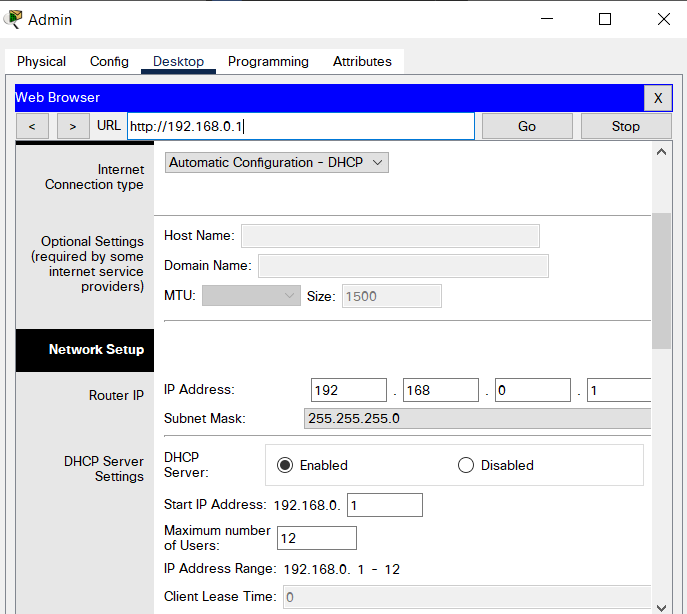 Admin
Physical Config Desktop Programming Attributes
Web Browser X
< > URL http://192.168.0.1 Go Stop
Internet
Connection type
Automatic Configuration - DHCP
Optional Settings
(required by some
internet service
providers)
Host Name:
Domain Name:
MTU: Size: 1500
Network Setup
Router IP
IP Address: 192 . 168 . 0 . 1
Subnet Mask: 255.255.255.0
DHCP Server
Settings
DHCP
Server:
Enabled Disabled
Start IP Address: 192.168.0. 1
Maximum number
of Users:
12
IP Address Range: 192.168.0. 1 - 12
Client Lease Time: 0